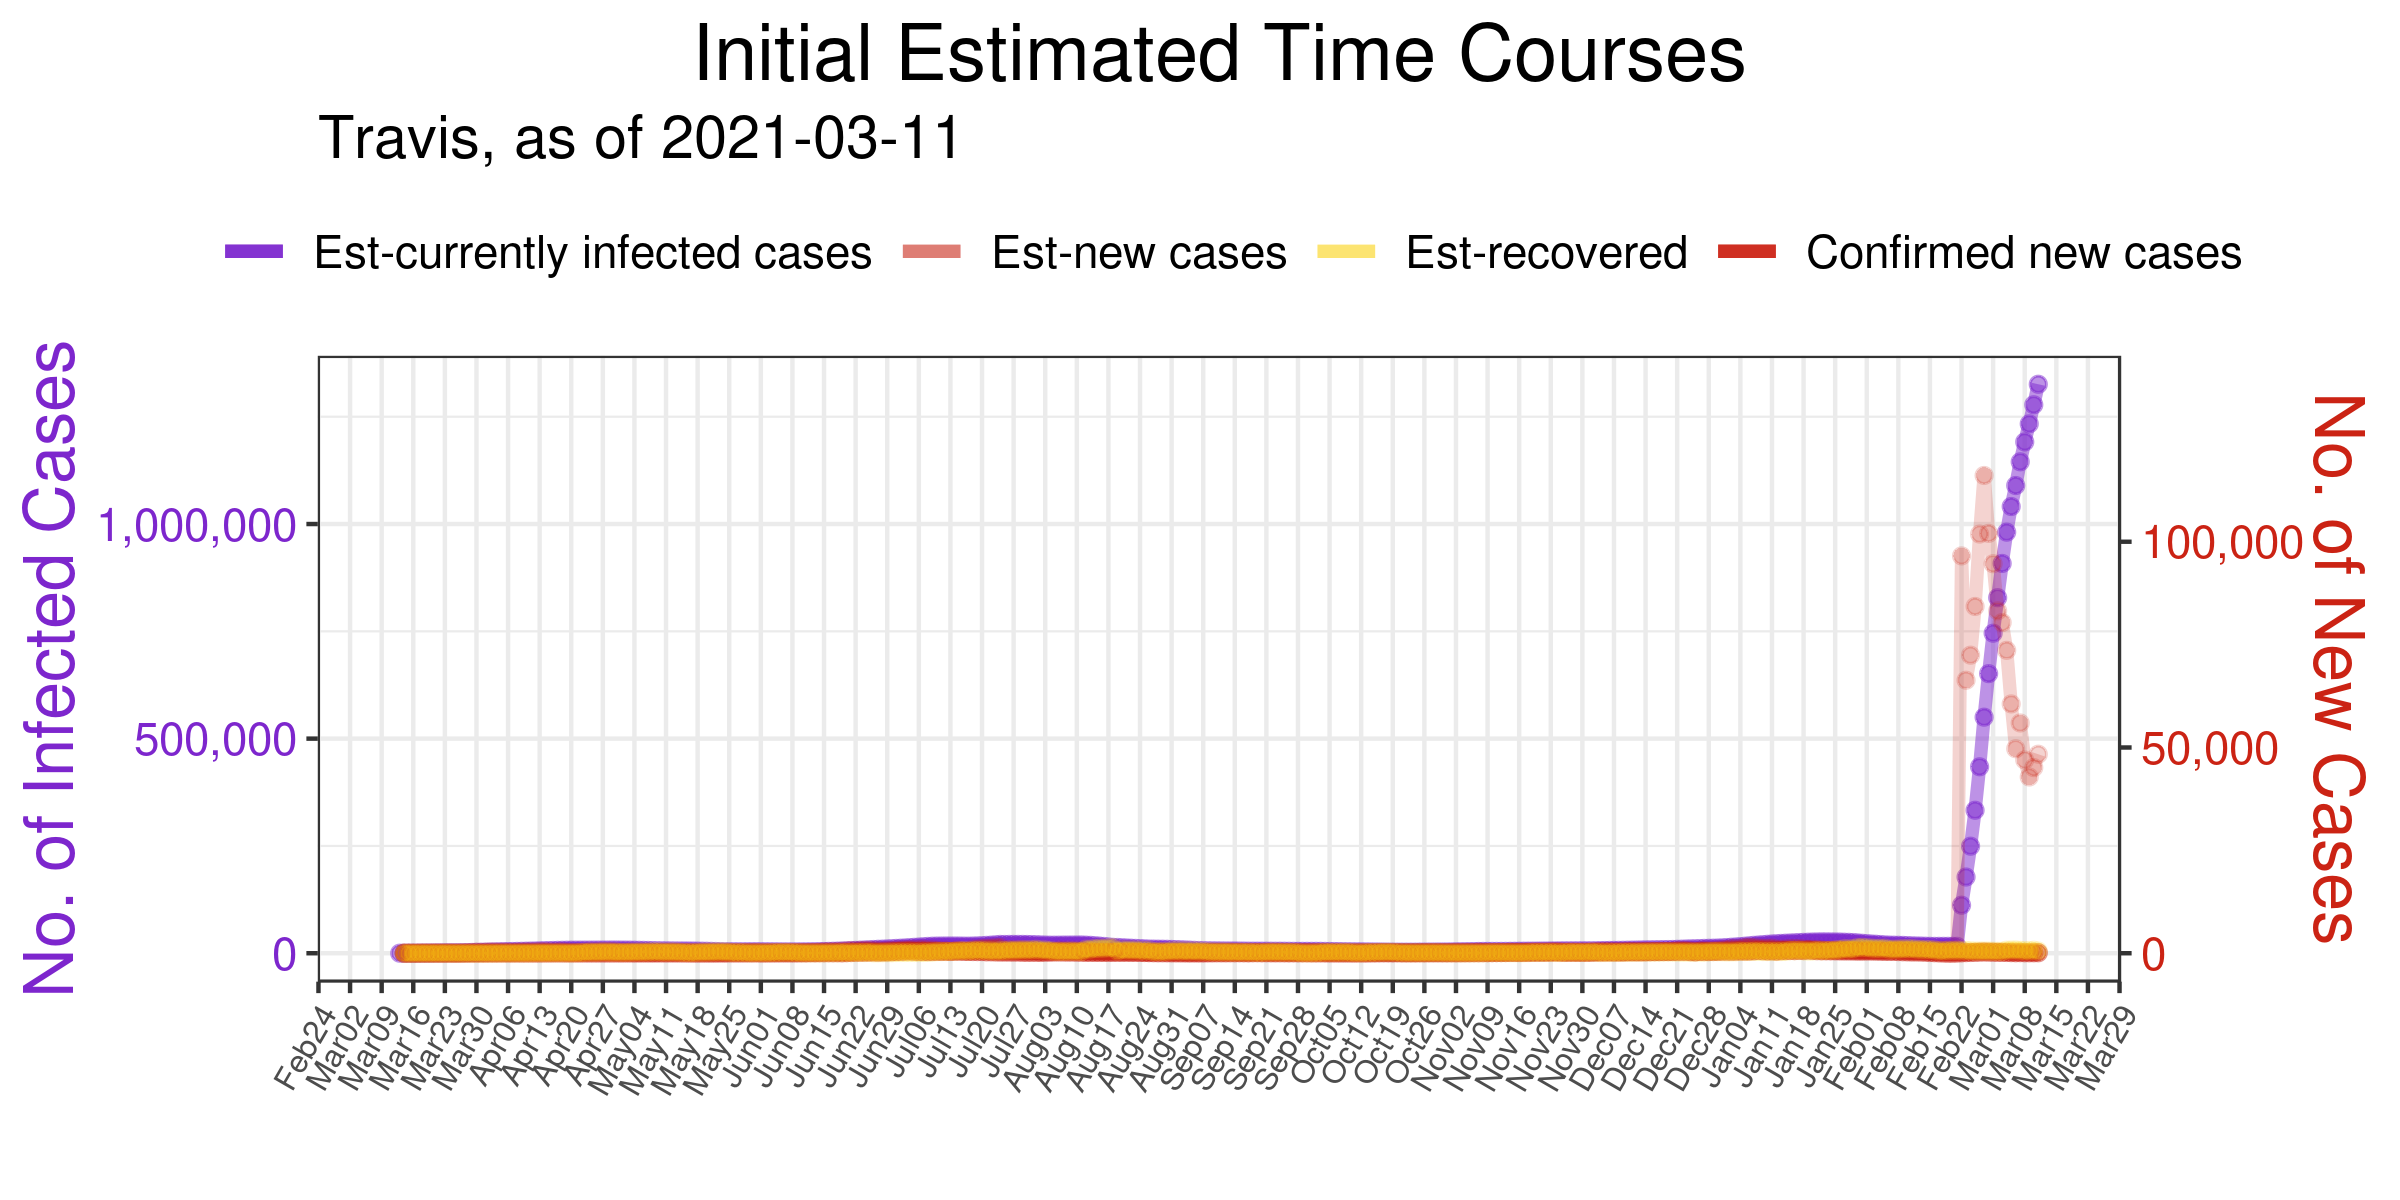 Initial Estimated Time Courses
Travis, as of 2021-03-11
Est-currently infected cases Est-new cases Est-recovered Confirmed new cases
No. of Infected Cases
1,000,000
500,000
0
No. of New Cases
100,000
50,000
0
Feb24 Mar02 Mar09 Mar16 Mar23 Mar30 Apr06 Apr13 Apr20 Apr27 May04 May11 May18 May25 Jun01 Jun08 Jun15 Jun22 Jun29 Jul06 Jul13 Jul20 Jul27 Aug03 Aug10 Aug17 Aug24 Aug31 Sep07 Sep14 Sep21 Sep28 Oct05 Oct12 Oct19 Oct26 Nov02 Nov09 Nov16 Nov23 Nov30 Dec07 Dec14 Dec21 Dec28 Jan04 Jan11 Jan18 Jan25 Feb01 Feb08 Feb15 Feb22 Mar01 Mar08 Mar15 Mar22 Mar29